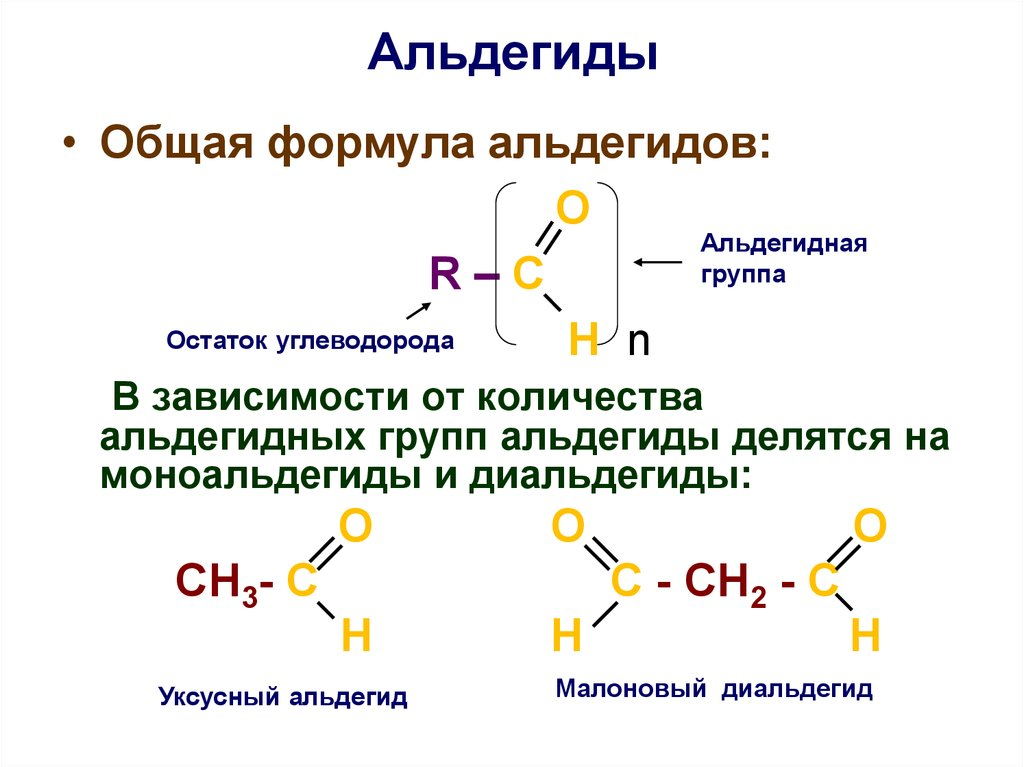 Альдегиды
• Общая формула альдегидов:
O
Альдегидная
группа
R – C
Остаток углеводорода
H n
В зависимости от количества
альдегидных групп альдегиды делятся на
моноальдегиды и диальдегиды:
O O O
CH₃- C C - CH₂ - C
H H H
Уксусный альдегид Малоновый диальдегид